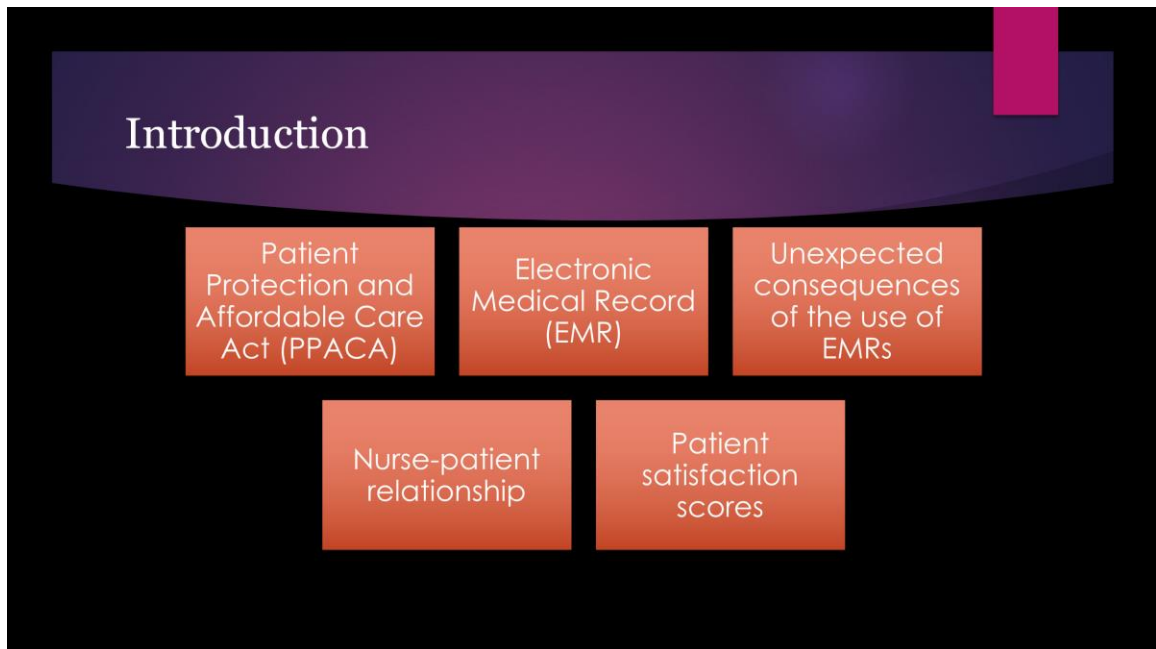 Introduction
Patient
Protection and
Affordable Care
Act (PPACA)
Electronic
Medical Record
(EMR)
Unexpected
consequences
of the use of
EMRs
Nurse-patient
relationship
Patient
satisfaction
scores